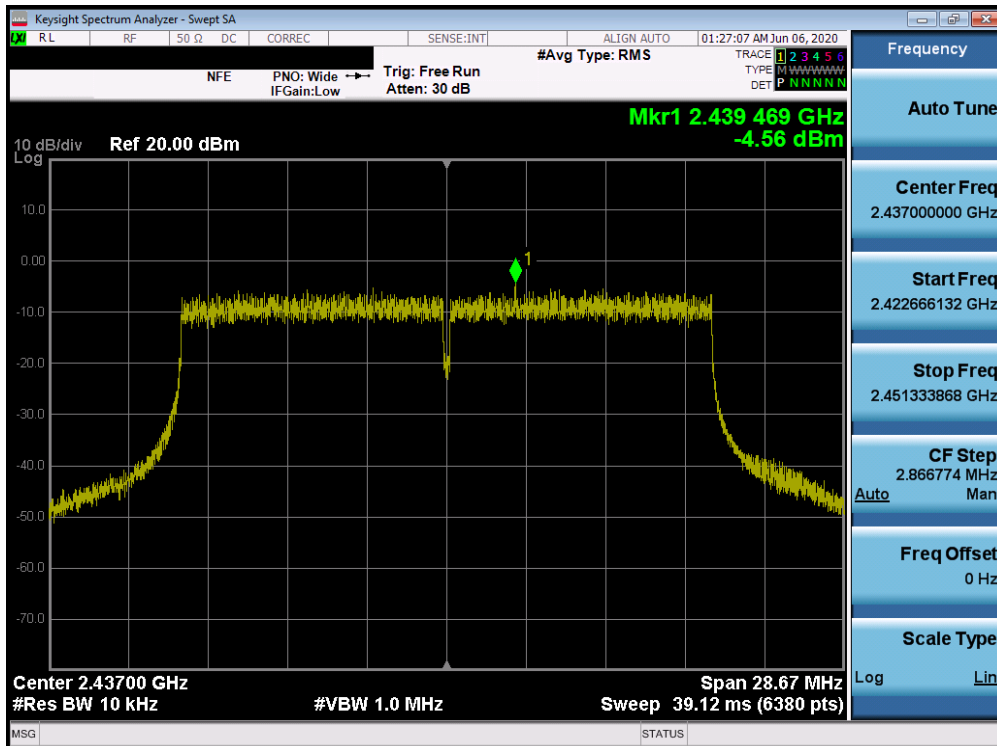 Keysight Spectrum Analyzer - Swept SA
LXI RL RF 50 Ω DC CORREC SENSE:INT ALIGN AUTO 01:27:07 AM Jun 06, 2020
NFE PNO: Wide Trig: Free Run #Avg Type: RMS TRACE 1 2 3 4 5 6
IFGain:Low Atten: 30 dB TYPE M WWWWW
DET P N N N N N
Mkr1 2.439 469 GHz
-4.56 dBm
10 dB/div Ref 20.00 dBm
Log
10.0
0.00
1
-10.0
-20.0
-30.0
-40.0
-50.0
-60.0
-70.0
Center 2.43700 GHz Span 28.67 MHz
#Res BW 10 kHz #VBW 1.0 MHz Sweep 39.12 ms (6380 pts)
MSG STATUS
Frequency
Auto Tune
Center Freq
2.437000000 GHz
Start Freq
2.422666132 GHz
Stop Freq
2.451333868 GHz
CF Step
2.866774 MHz
Auto Man
Freq Offset
0 Hz
Scale Type
Log Lin